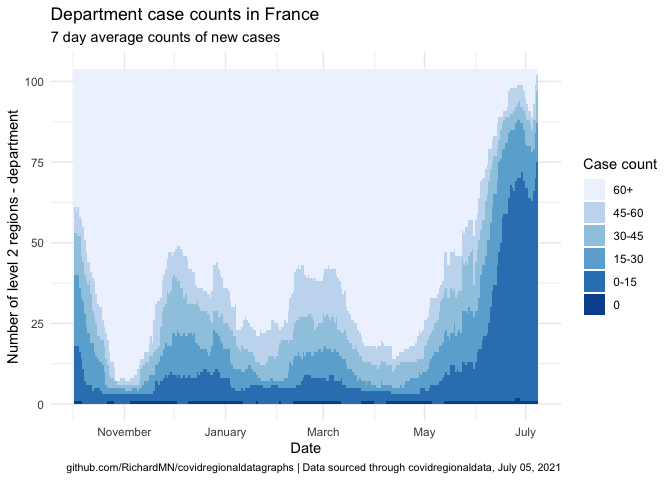 Department case counts in France
7 day average counts of new cases
Number of level 2 regions - department
100
75
50
25
0
November January March May July
Date
Case count
60+
45-60
30-45
15-30
0-15
0
github.com/RichardMN/covidregionaldatagraphs | Data sourced through covidregionaldata, July 05, 2021